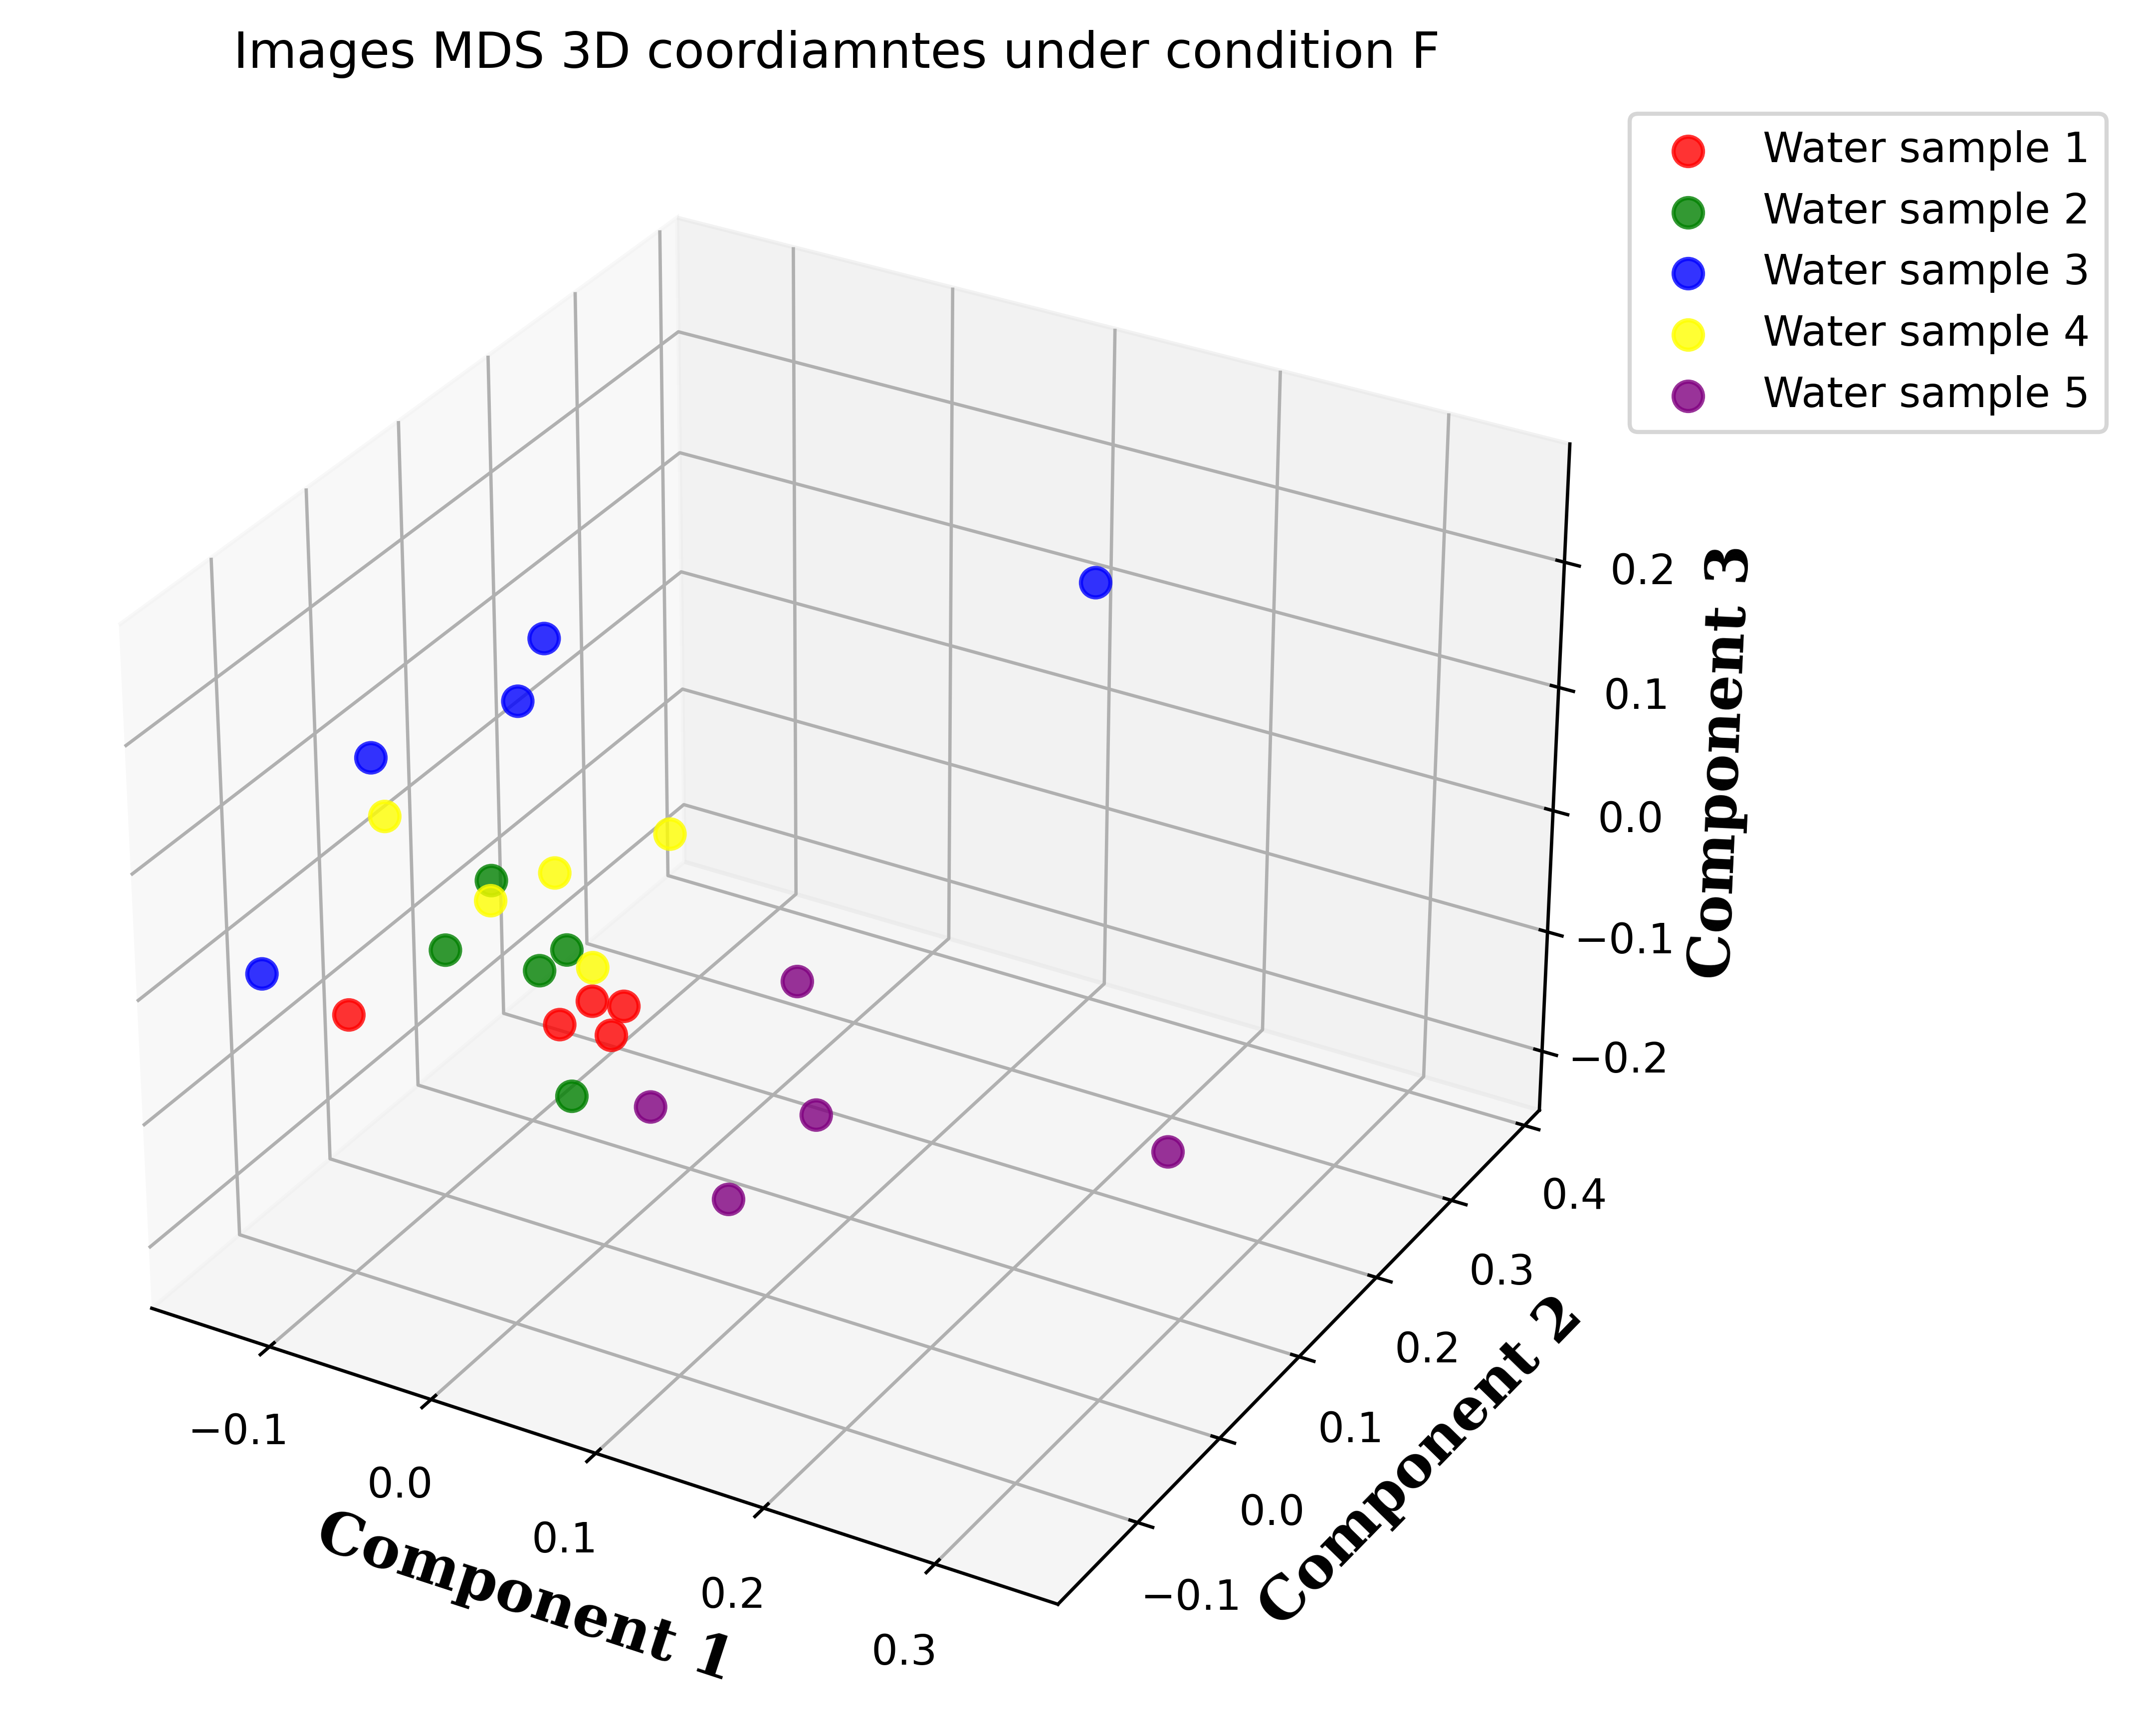 Images MDS 3D coordiamntes under condition F
Water sample 1
Water sample 2
Water sample 3
Water sample 4
Water sample 5
0.2
0.1
0.0
−0.1
−0.2
Component 3
0.4
0.3
0.2
0.1
0.0
−0.1
Component 2
−0.1
0.0
0.1
0.2
0.3
Component 1